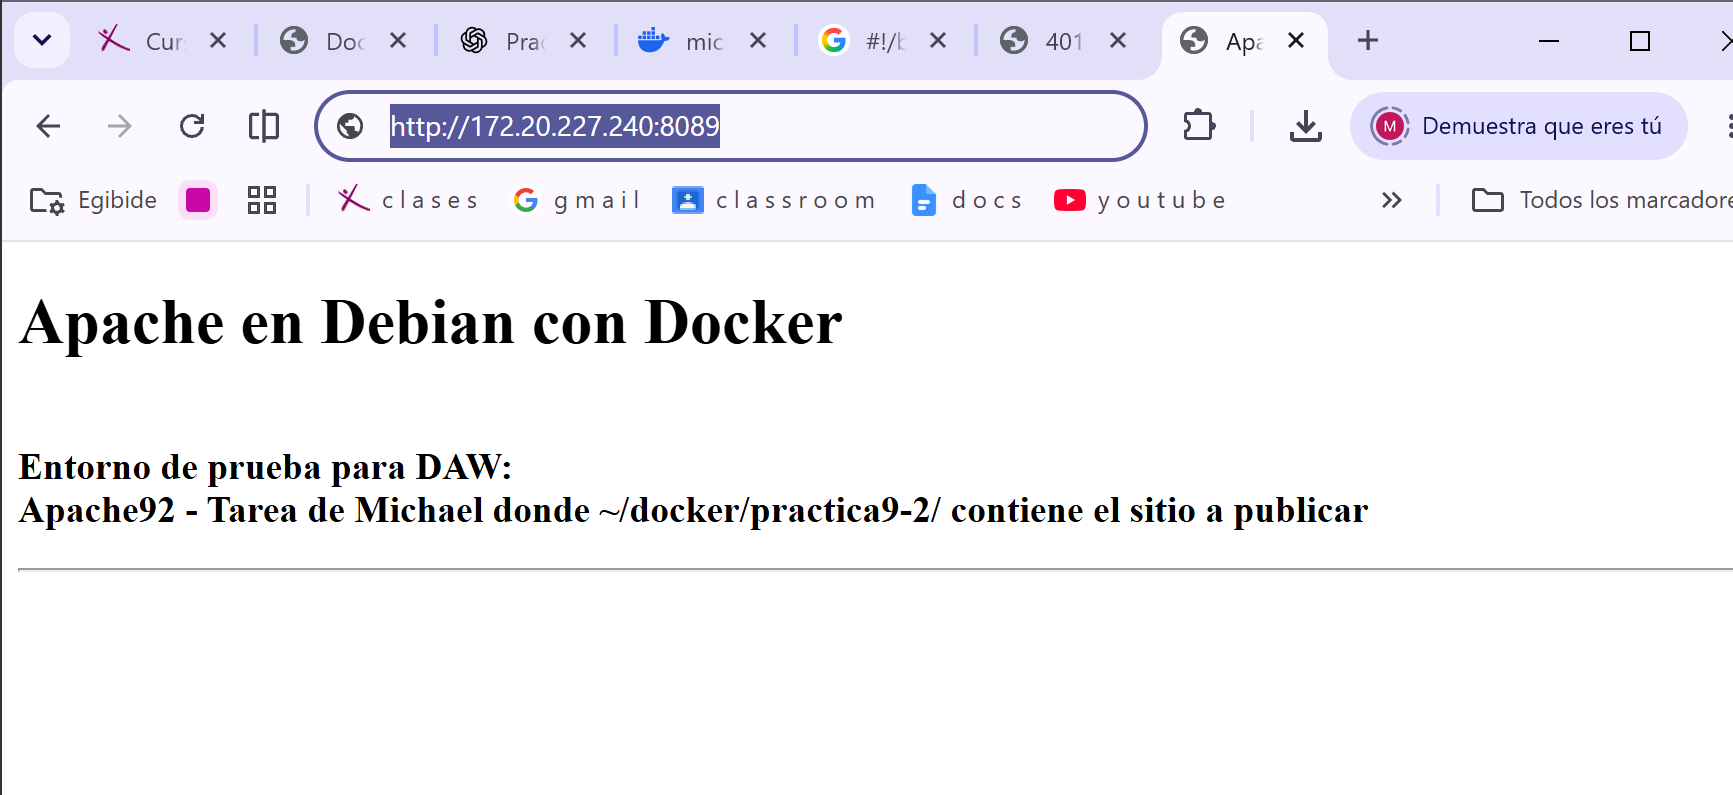 Cur
Doc
Prac
mic
#!/b
401
Apa
http://172.20.227.240:8089
M
Demuestra que eres tú
Egibide
clases
gmail
classroom
docs
youtube
Todos los marcadore
Apache en Debian con Docker
Entorno de prueba para DAW:
Apache92 - Tarea de Michael donde ~/docker/practica9-2/ contiene el sitio a publicar